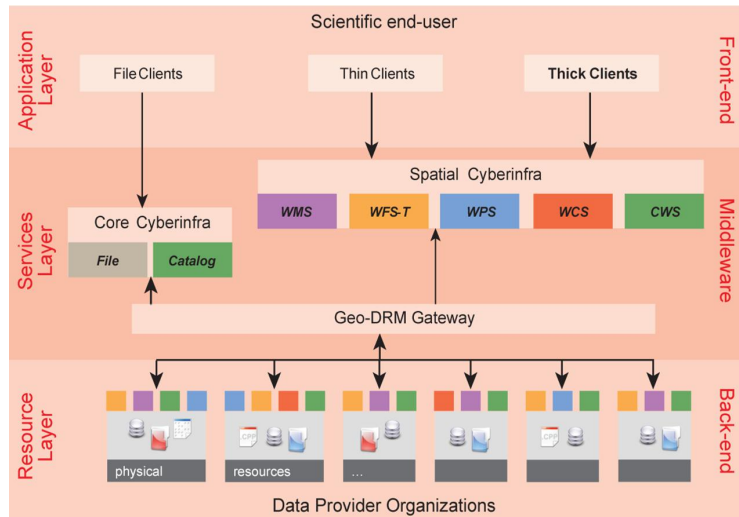 Scientific end-user
Application
Layer
Front-end
File Clients
Thin Clients
Thick Clients
Services
Layer
Middleware
Spatial Cyberinfra
WMS
WFS-T
WPS
WCS
CWS
Core Cyberinfra
File
Catalog
Geo-DRM Gateway
Resource
Layer
Back-end
.CPP
.CPP
physical
resources
...
Data Provider Organizations